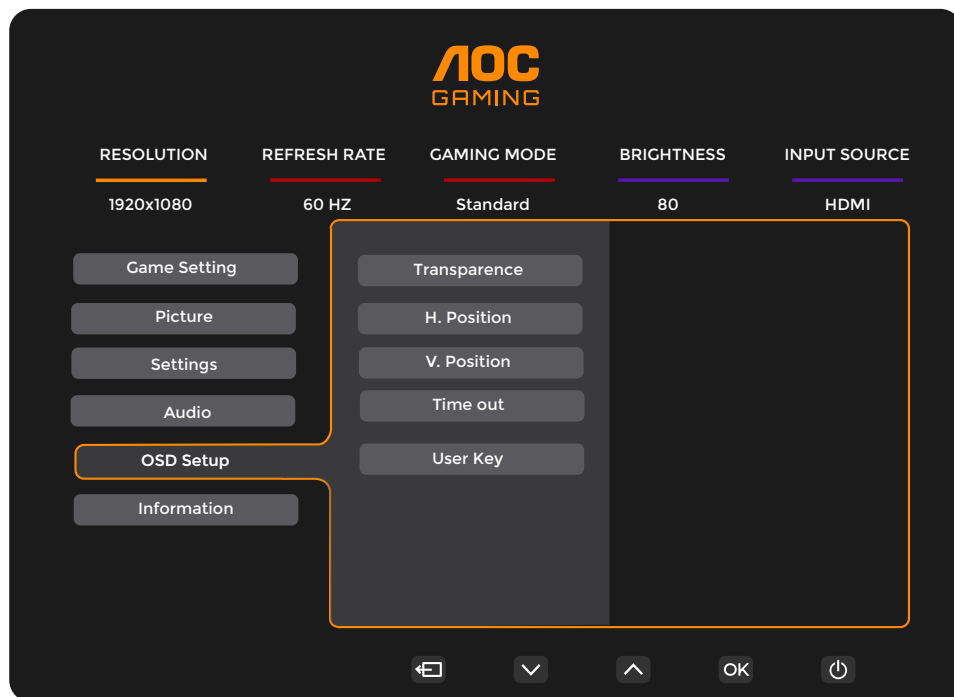 AOC
GAMING
RESOLUTION REFRESH RATE GAMING MODE BRIGHTNESS INPUT SOURCE
1920x1080 60 HZ Standard 80 HDMI
Game Setting
Picture
Settings
Audio
OSD Setup
Information
Transparence
H. Position
V. Position
Time out
User Key
OK